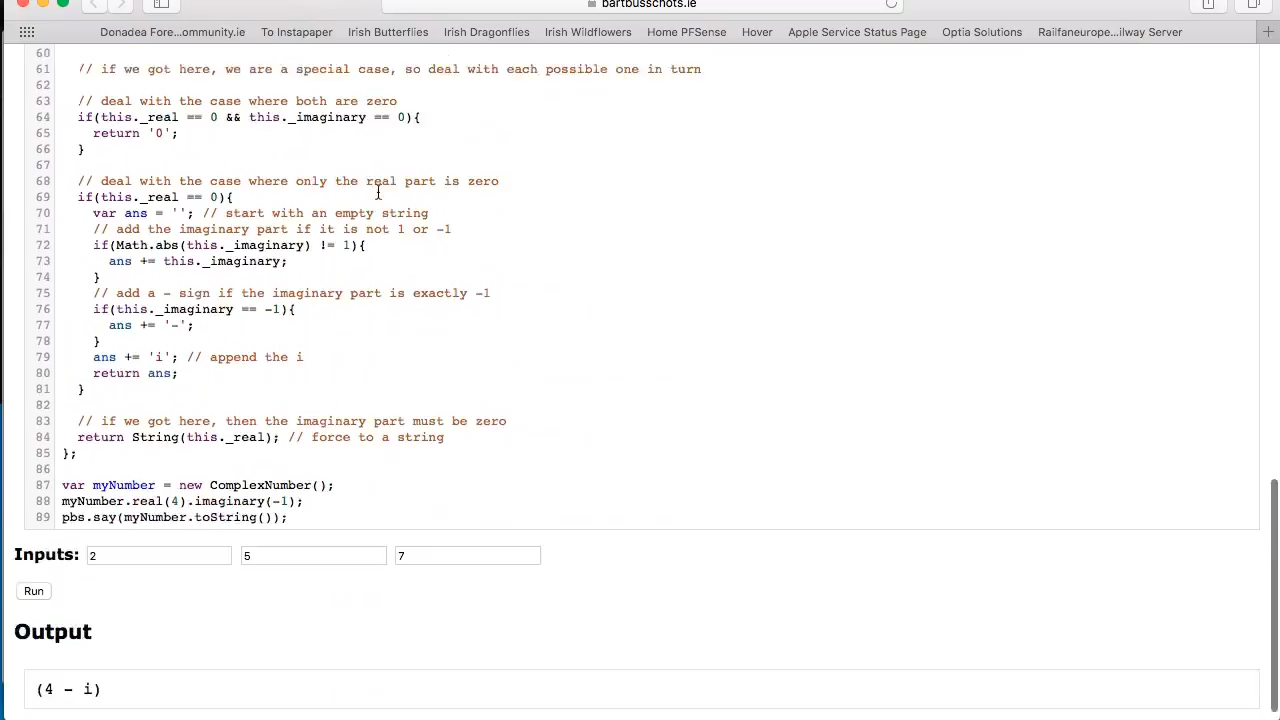 bartbusschots.ie
Donadea Fore...ommunity.ie To Instapaper Irish Butterflies Irish Dragonflies Irish Wildflowers Home PFSense Hover Apple Service Status Page Optia Solutions Railfaneurope...ilway Server
60
61 // if we got here, we are a special case, so deal with each possible one in turn
62
63 // deal with the case where both are zero
64 if(this._real == 0 && this._imaginary == 0){
65 return '0';
66 }
67
68 // deal with the case where only the real part is zero
69 if(this._real == 0){
70 var ans = ''; // start with an empty string
71 // add the imaginary part if it is not 1 or -1
72 if(Math.abs(this._imaginary) != 1){
73 ans += this._imaginary;
74 }
75 // add a - sign if the imaginary part is exactly -1
76 if(this._imaginary == -1){
77 ans += '-';
78 }
79 ans += 'i'; // append the i
80 return ans;
81 }
82
83 // if we got here, then the imaginary part must be zero
84 return String(this._real); // force to a string
85 };
86
87 var myNumber = new ComplexNumber();
88 myNumber.real(4).imaginary(-1);
89 pbs.say(myNumber.toString());
Inputs: 2 5 7
Run
Output
(4 - i)